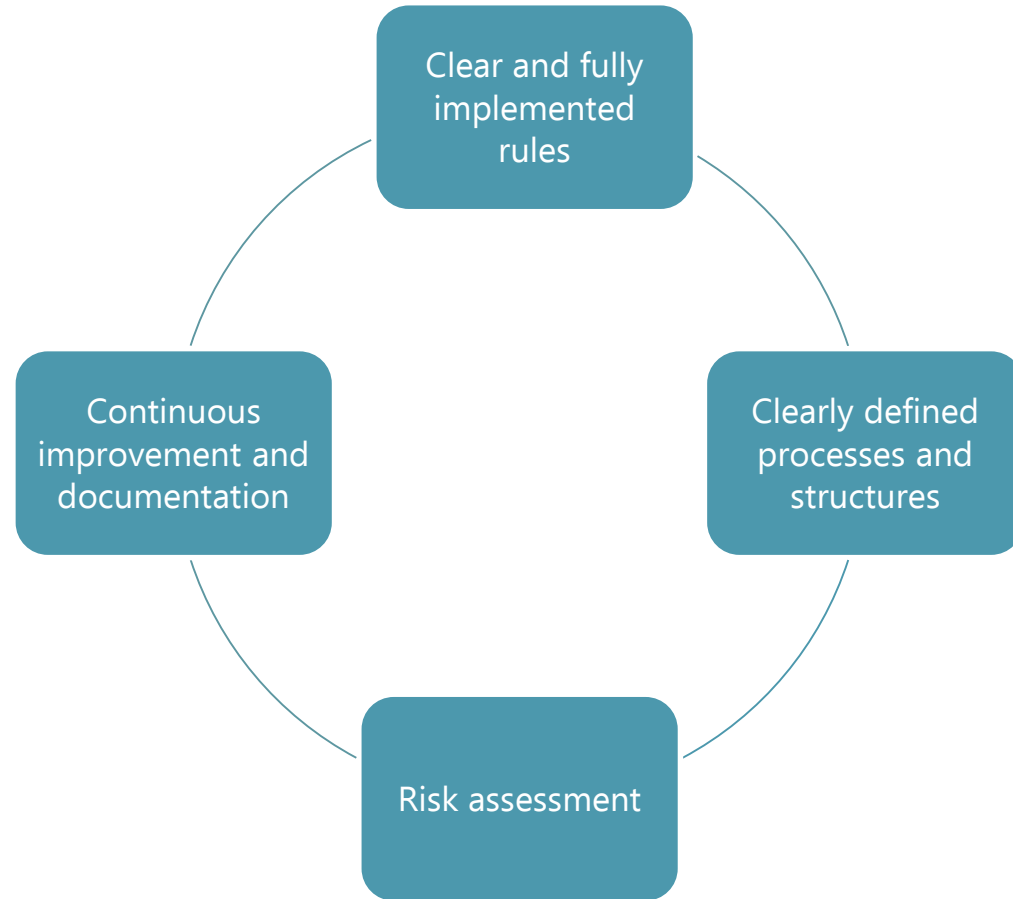 Clear and fully
implemented
rules
Clearly defined
processes and
structures
Risk assessment
Continuous
improvement and
documentation